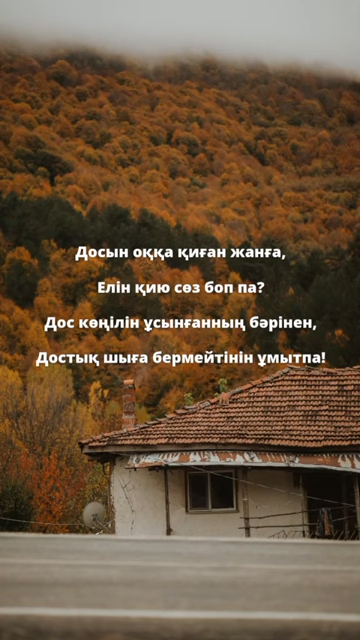 Досын оққа қиған жанға,
Елін қию сөз боп па?
Дос көңілін ұсынғанның бәрінен,
Достық шыға бермейтінін ұмытпа!